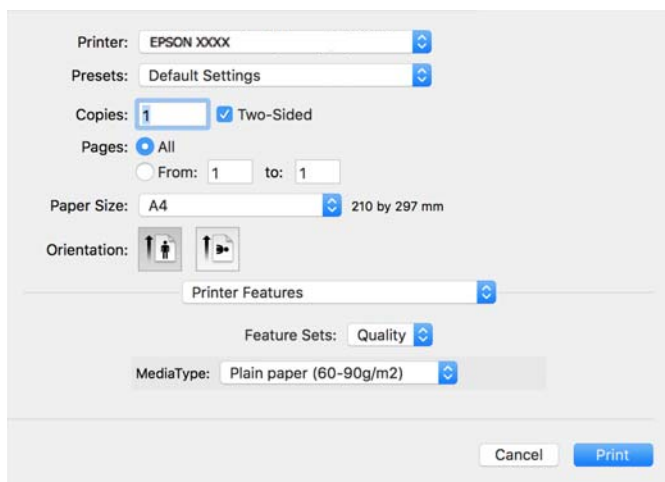 Printer: EPSON XXXX
Presets: Default Settings
Copies: 1 Two-Sided
Pages: All
From: 1 to: 1
Paper Size: A4 210 by 297 mm
Orientation:
Printer Features
Feature Sets: Quality
MediaType: Plain paper (60-90g/m2)
Cancel Print